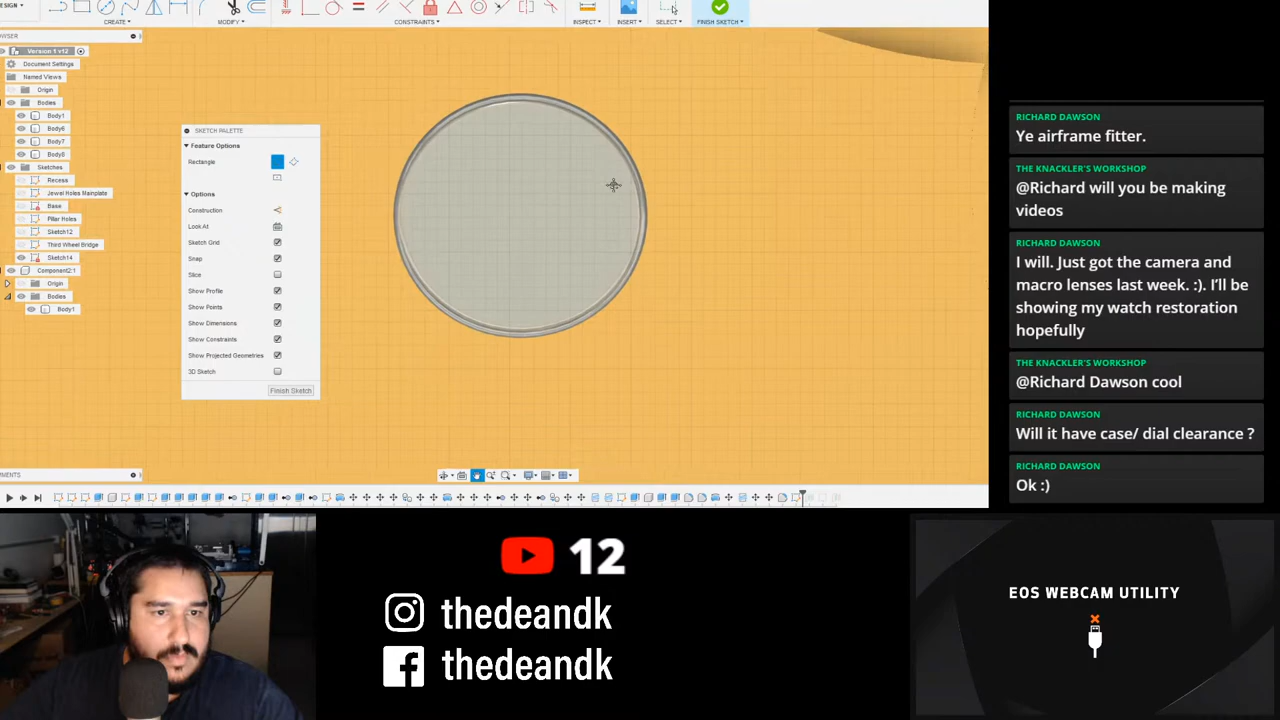 DESIGN
CREATE
MODIFY
CONSTRAINTS
INSPECT
INSERT
SELECT
FINISH SKETCH
Version 1 v12
Document Settings
Named Views
Origin
Bodies
Body1
Body6
Body7
Body8
Sketches
Recess
Jewel Holes Mainplate
Base
Pillar Holes
Sketch12
Third Wheel Bridge
Sketch14
Component2:1
Origin
Bodies
Body1
SKETCH PALETTE
Feature Options
Rectangle
Options
Construction
Look At
Sketch Grid
Snap
Slice
Show Profile
Show Points
Show Dimensions
Show Constraints
Show Projected Geometries
3D Sketch
Finish Sketch
RICHARD DAWSON
Ye airframe fitter.
THE KNACKLER'S WORKSHOP
@Richard will you be making
videos
RICHARD DAWSON
I will. Just got the camera and
macro lenses last week. :). I'll be
showing my watch restoration
hopefully
THE KNACKLER'S WORKSHOP
@Richard Dawson cool
RICHARD DAWSON
Will it have case/ dial clearance ?
RICHARD DAWSON
Ok :)
12
thedeandk
thedeandk
EOS WEBCAM UTILITY